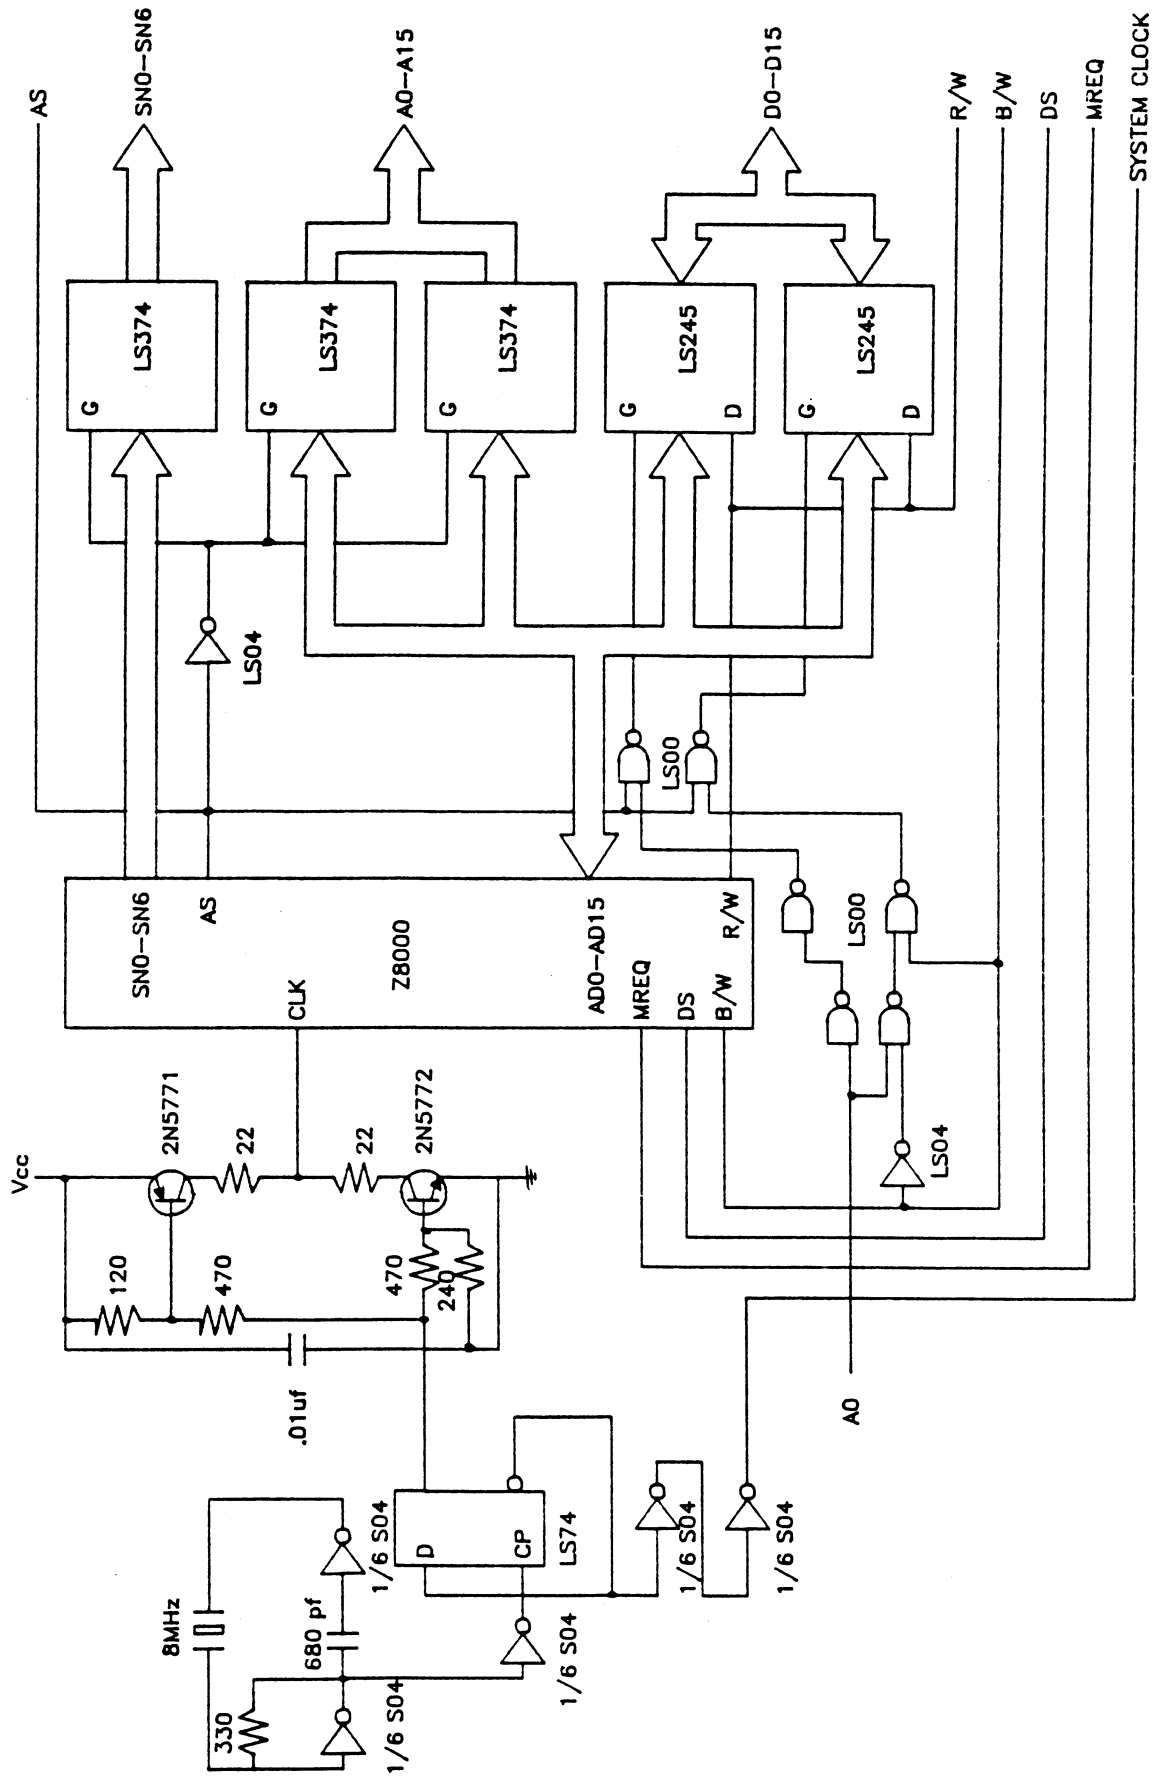 AS
SN0-SN6
A0-A15
D0-D15
R/W
B/W
DS
MREQ
SYSTEM CLOCK
LS374
G
LS374
G
LS374
G
LS245
G
D
LS245
G
D
LS04
LS00
SN0-SN6
AS
CLK
Z8000
AD0-AD15
MREQ
DS
B/W
R/W
LS00
LS04
A0
Vcc
2N5771
22
22
2N5772
120
470
470
240
.01uf
8MHz
330
680 pf
1/6 S04
1/6 S04
1/6 S04
D
CP
LS74
1/6 S04
1/6 S04